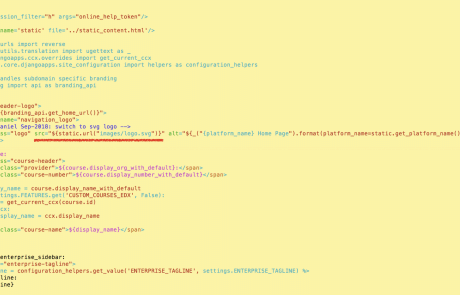 ssion_filter="h" args="online_help_token"/>
name='static' file="../static_content.html"/>
urls import reverse
utils.translation import ugettext as _
ngoapps.ccx.overrides import get_current_ccx
.core.djangoapps.site_configuration import helpers as configuration_helpers
andles subdomain specific branding
g import api as branding_api
eader-logo">
{branding_api.get_home_url()}">
name="navigation_logo">
aniel Sep-2018: switch to svg logo -->
ss="logo" src="${static.url("images/logo.svg")}" alt="${_("{platform_name} Home Page").format(platform_name=static.get_platform_name()
>
e:
ss="course-header">
class="provider">${course.display_org_with_default}:</span>
class="course-number">${course.display_number_with_default}</span>
y_name = course.display_name_with_default
tings.FEATURES.get('CUSTOM_COURSES_EDX', False):
= get_current_ccx(course.id)
cx:
splay_name = ccx.display_name
class="course-name">${display_name}</span>
enterprise_sidebar:
="enterprise-tagline">
ne = configuration_helpers.get_value('ENTERPRISE_TAGLINE', settings.ENTERPRISE_TAGLINE) %>
line:
ine}